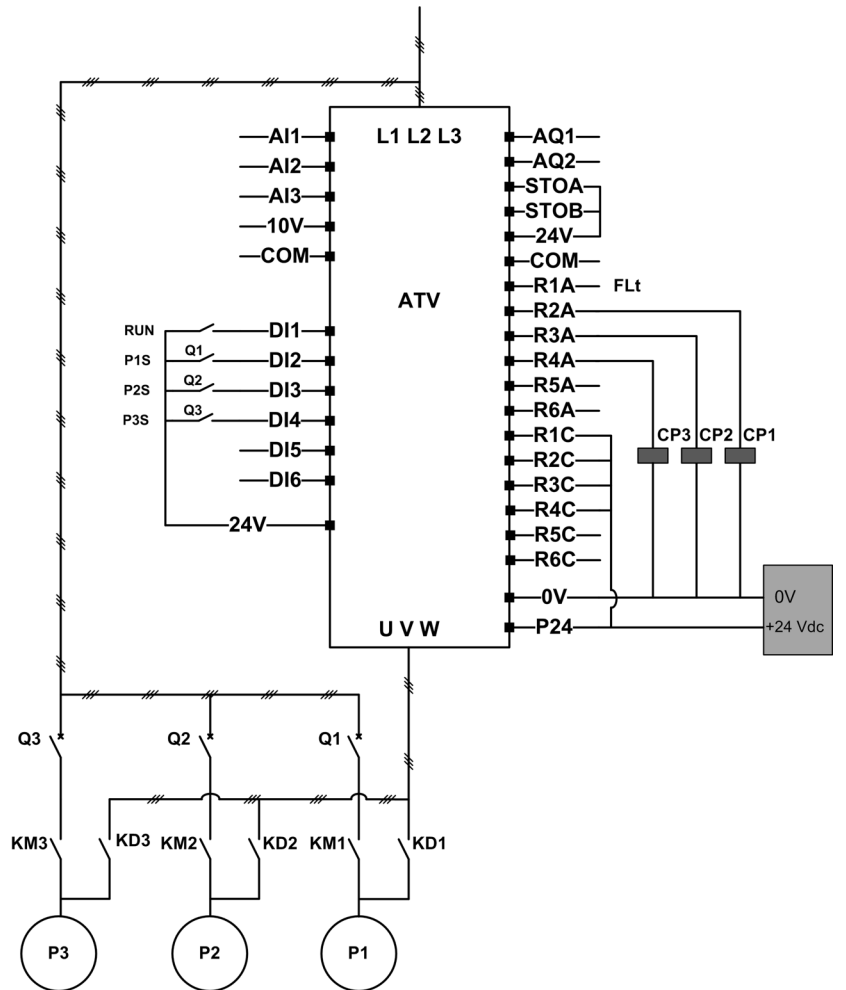 L1 L2 L3
AI1
AI2
AI3
10V
COM
ATV
RUN
DI1
P1S
Q1
DI2
P2S
Q2
DI3
P3S
Q3
DI4
DI5
DI6
24V
U V W
AQ1
AQ2
STOA
STOB
24V
COM
R1A
FLt
R2A
R3A
R4A
R5A
R6A
R1C
R2C
R3C
R4C
R5C
R6C
0V
P24
CP3
CP2
CP1
0V
+24 Vdc
Q3
Q2
Q1
KM3
KD3
KM2
KD2
KM1
KD1
P3
P2
P1